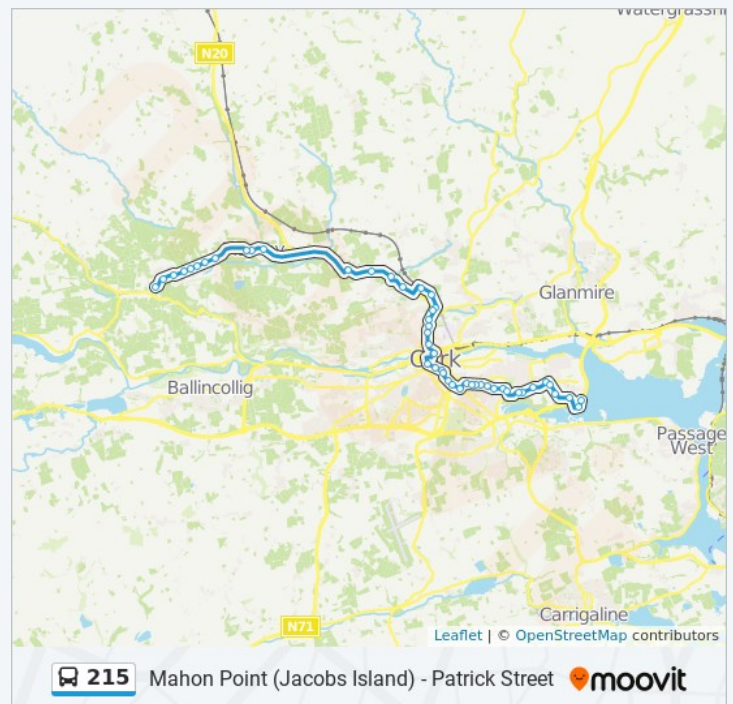 Watergrasshi
N20
Glanmire
Cork
Ballincollig
Passage
West
N71
Carrigaline
Leaflet | © OpenStreetMap contributors
215 Mahon Point (Jacobs Island) - Patrick Street moovit